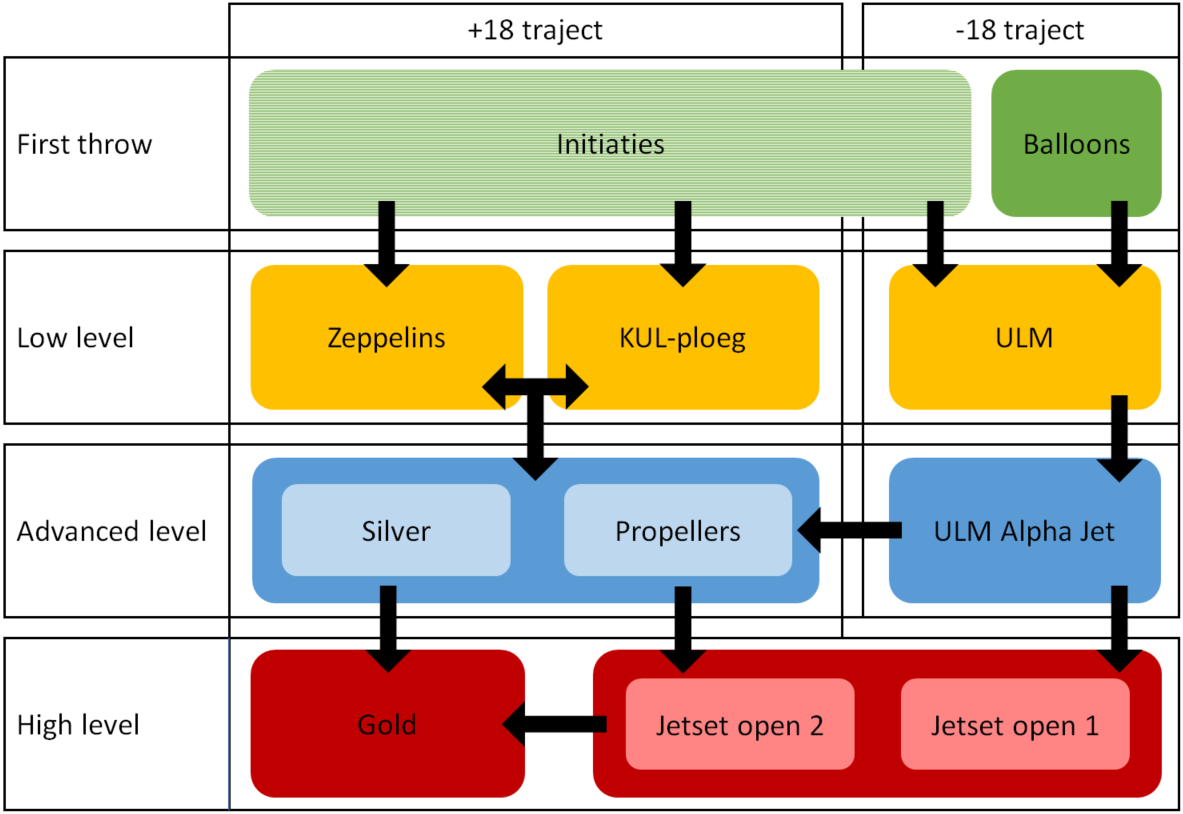 +18 traject
-18 traject
First throw
Initiaties
Balloons
Low level
Zeppelins
KUL-ploeg
ULM
Advanced level
Silver
Propellers
ULM Alpha Jet
High level
Gold
Jetset open 2
Jetset open 1